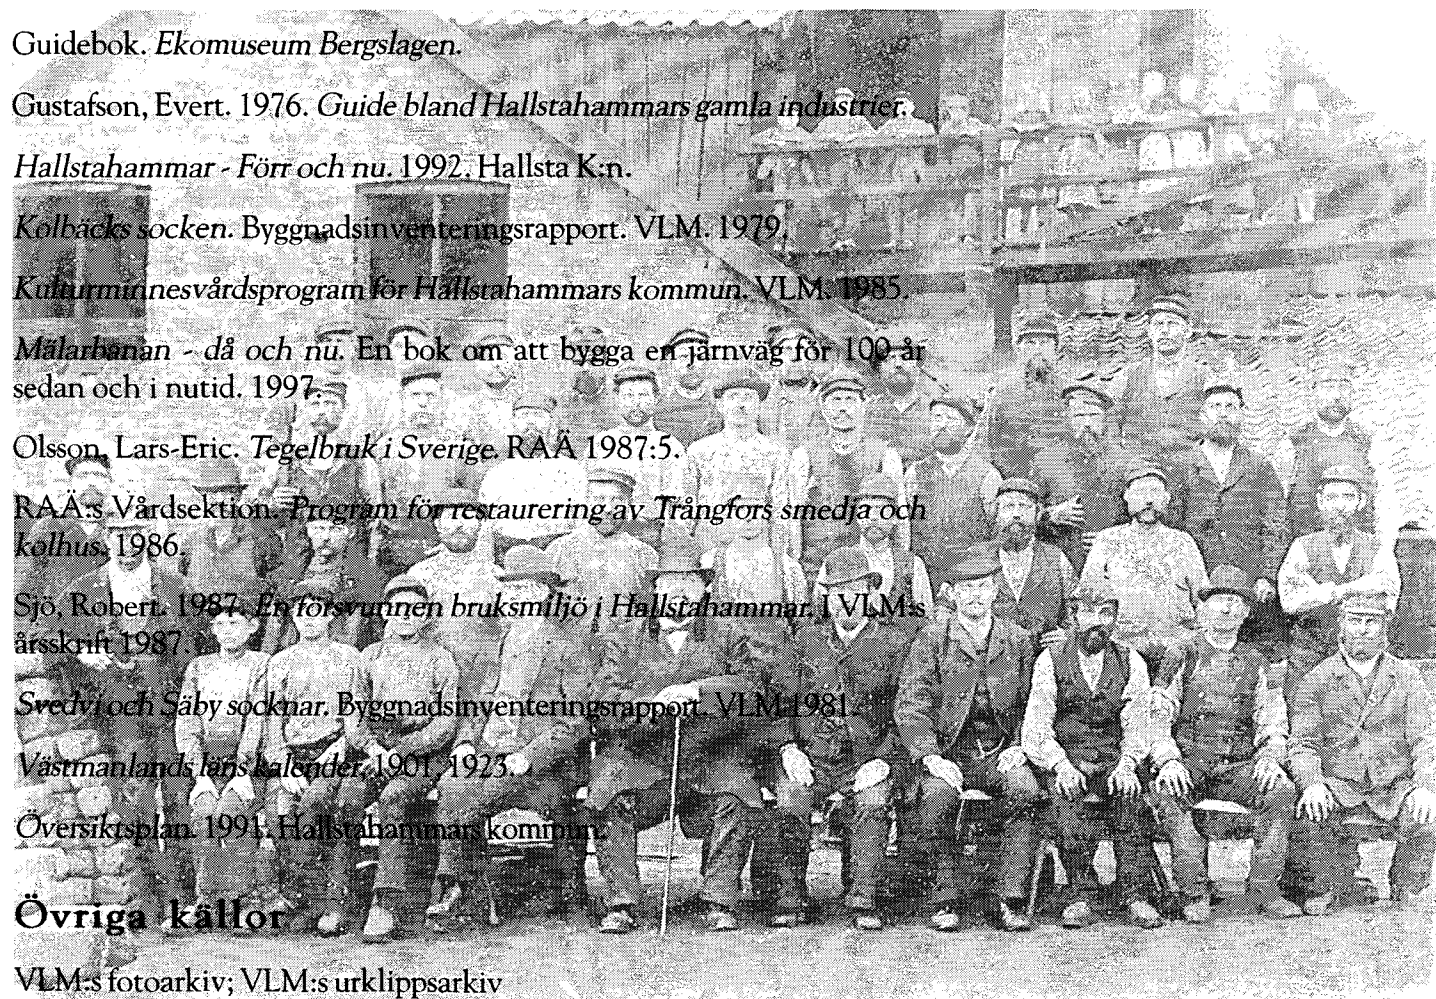 Guidebok. Ekomuseum Bergslagen.
Gustafson, Evert. 1976. Guide bland Hallstahammars gamla industrier.
Hallstahammar - Förr och nu. 1992. Hallsta K:n.
Kolbäcks socken. Byggnadsinventeringsrapport. VLM. 1979.
Kulturminnesvårdsprogram för Hallstahammars kommun. VLM. 1985.
Mälarbanan - då och nu. En bok om att bygga en järnväg för 100 år
sedan och i nutid. 1997.
Olsson, Lars-Eric. Tegelbruk i Sverige. RAÄ 1987:5.
RAÄ:s Vårdsektion. Program för restaurering av Trångfors smedja och
kolhus. 1986.
Sjö, Robert. 1987. En försvunnen bruksmiljö i Hallstahammar. I VLM:s
årsskrift 1987.
Svedvi och Säby socknar. Byggnadsinventeringsrapport. VLM 1981.
Västmanlands läns kalender. 1901, 1923.
Översiktsplan. 1991. Hallstahammars kommun.
Övriga källor
VLM:s fotoarkiv; VLM:s urklippsarkiv